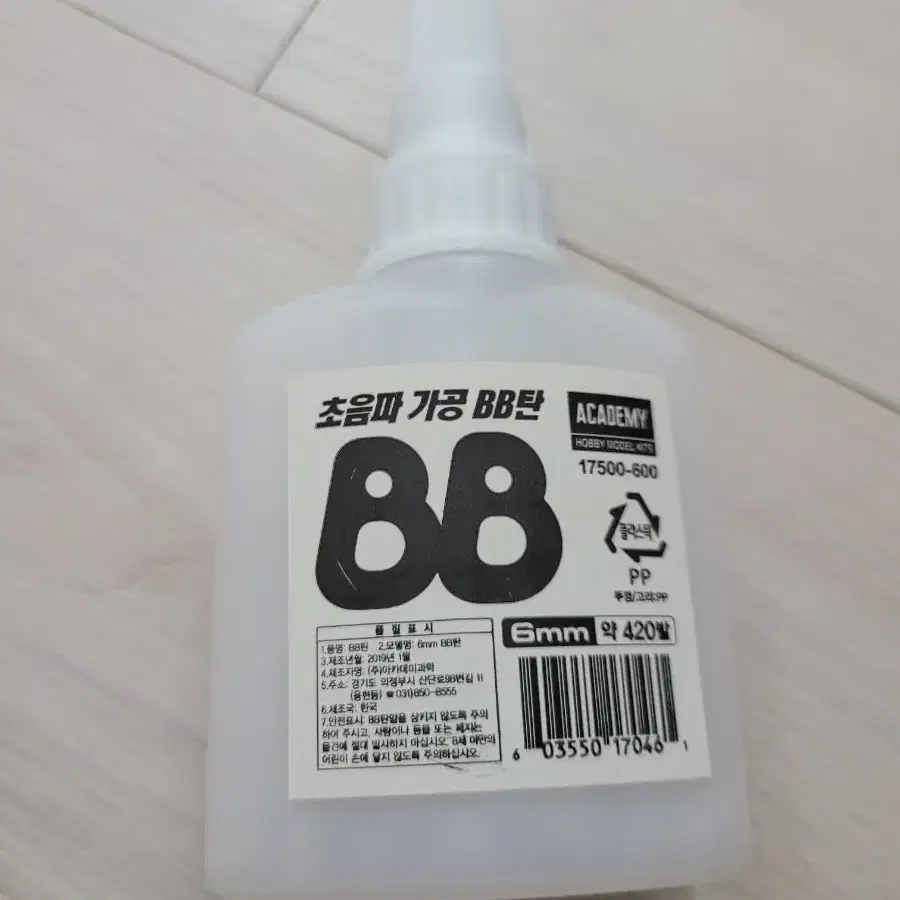 초음파 가공 BB탄
BB
ACADEMY
HOBBY MODEL KITS
17500-600
플라스틱
PP
뚜껑/고리:PP
6mm 약 420발
품 질 표 시
1.품명: BB탄 2.모델명: 6mm BB탄
3.제조년월: 2019년 1월
4.제조자명: (주)아카데미과학
5.주소: 경기도 의정부시 산단로98번길 11
(용현동) ☎ 031)850-8555
6.제조국: 한국
7.안전표시: BB탄알을 삼키지 않도록 주의
하여 주시고, 사람이나 동물 또는 깨지는
물건에 절대 발사하지 마십시오. 8세 미만의
어린이 손에 닿지 않도록 주의하십시오.
6 03550 17046 1